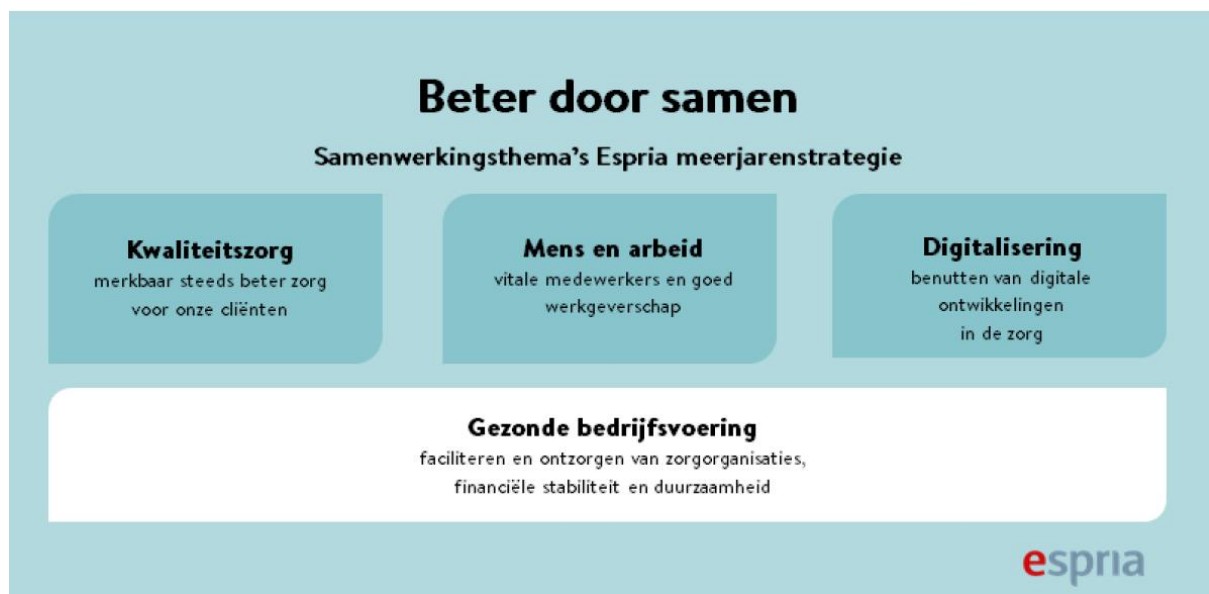 Beter door samen
Samenwerkingsthema's Espria meerjarenstrategie
Kwaliteitszorg
merkbaar steeds beter zorg
voor onze cliënten
Mens en arbeid
vitale medewerkers en goed
werkgeverschap
Digitalisering
benutten van digitale
ontwikkelingen
in de zorg
Gezonde bedrijfsvoering
faciliteren en ontzorgen van zorgorganisaties,
financiële stabiliteit en duurzaamheid
espria